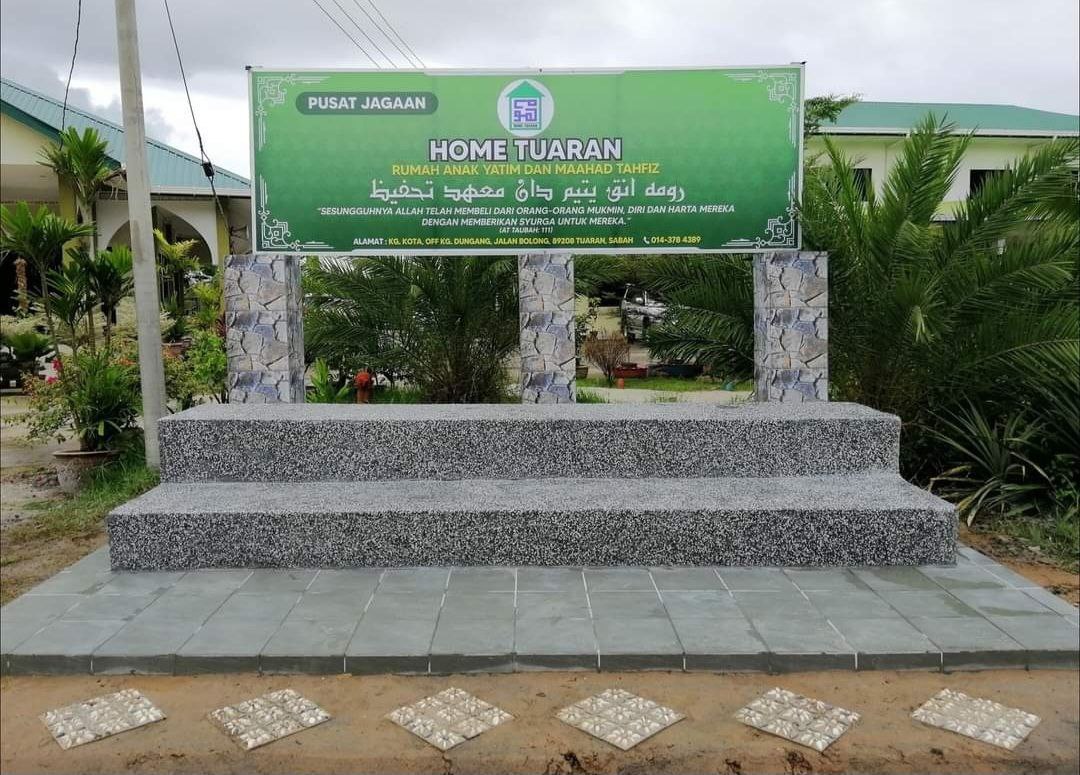 PUSAT JAGAAN
HOME TUARAN
HOME TUARAN
RUMAH ANAK YATIM DAN MAAHAD TAHFIZ
رومه انق يتيم دان معهد تحفيظ
"SESUNGGUHNYA ALLAH TELAH MEMBELI DARI ORANG-ORANG MUKMIN, DIRI DAN HARTA MEREKA
DENGAN MEMBERIKAN SYURGA UNTUK MEREKA."
(AT TAUBAH: 111)
ALAMAT : KG. KOTA, OFF KG. DUNGANG, JALAN BOLONG, 89208 TUARAN, SABAH 014-378 4389